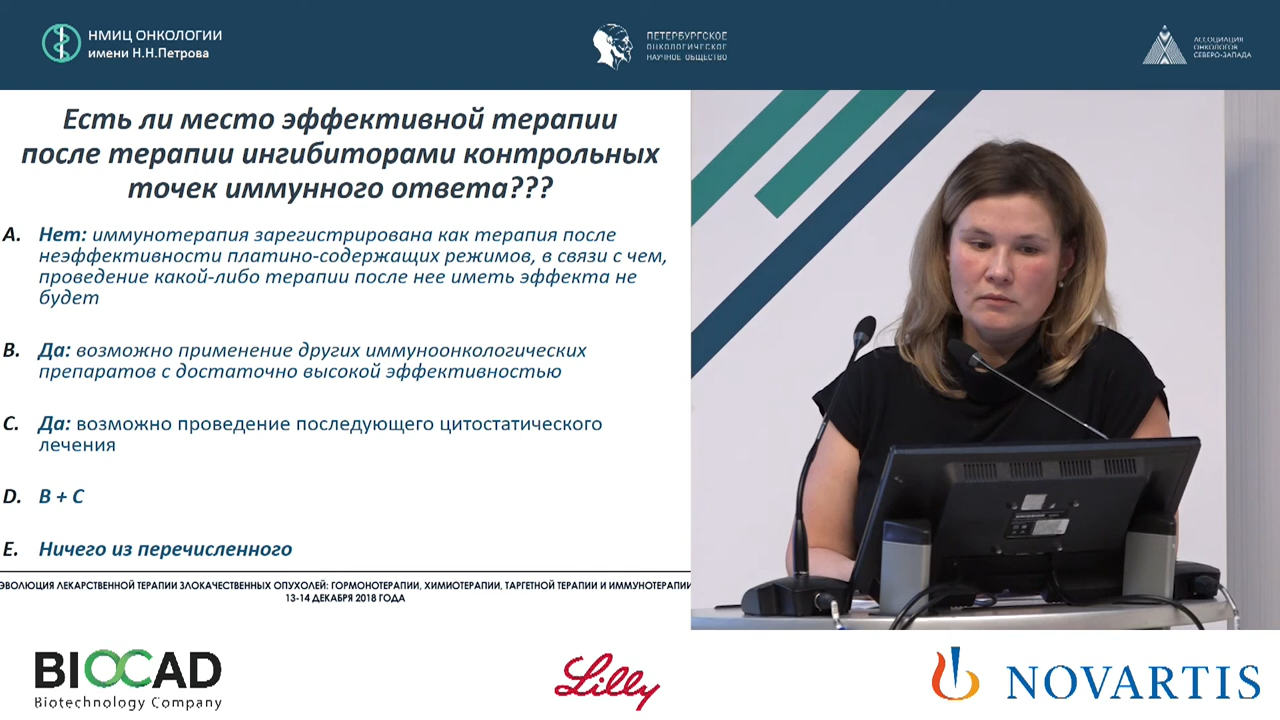 НМИЦ ОНКОЛОГИИ
имени Н.Н.Петрова
ПЕТЕРБУРГСКОЕ
ОНКОЛОГИЧЕСКОЕ
НАУЧНОЕ ОБЩЕСТВО
АССОЦИАЦИЯ
ОНКОЛОГОВ
СЕВЕРО-ЗАПАДА
Есть ли место эффективной терапии
после терапии ингибиторами контрольных
точек иммунного ответа???
A. Нет: иммунотерапия зарегистрирована как терапия после
неэффективности платино-содержащих режимов, в связи с чем,
проведение какой-либо терапии после нее иметь эффекта не
будет
B. Да: возможно применение других иммуноонкологических
препаратов с достаточно высокой эффективностью
C. Да: возможно проведение последующего цитостатического
лечения
D. B + C
E. Ничего из перечисленного
ЭВОЛЮЦИЯ ЛЕКАРСТВЕННОЙ ТЕРАПИИ ЗЛОКАЧЕСТВЕННЫХ ОПУХОЛЕЙ: ГОРМОНОТЕРАПИИ, ХИМИОТЕРАПИИ, ТАРГЕТНОЙ ТЕРАПИИ И ИММУНОТЕРАПИИ
13-14 ДЕКАБРЯ 2018 ГОДА
BIOCAD
Biotechnology Company
Lilly
NOVARTIS